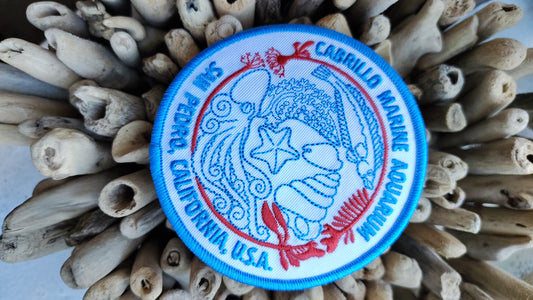 CABRILLO MARINE AQUARIUM
SAN PEDRO, CALIFORNIA, U.S.A.